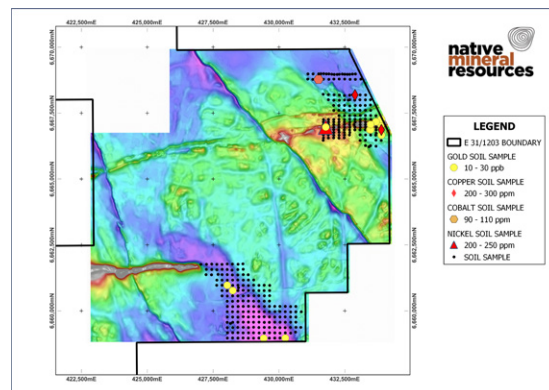 422,500mE 425,000mE 427,500mE 430,000mE 432,500mE
6,670,000mN
6,667,500mN
6,665,000mN
6,662,500mN
6,660,000mN
6,670,000mN
6,667,500mN
6,665,000mN
6,662,500mN
6,660,000mN
422,500mE 425,000mE 427,500mE 430,000mE 432,500mE
native
mineral
resources
LEGEND
E 31/1203 BOUNDARY
GOLD SOIL SAMPLE
10 - 30 ppb
COPPER SOIL SAMPLE
200 - 300 ppm
COBALT SOIL SAMPLE
90 - 110 ppm
NICKEL SOIL SAMPLE
200 - 250 ppm
SOIL SAMPLE